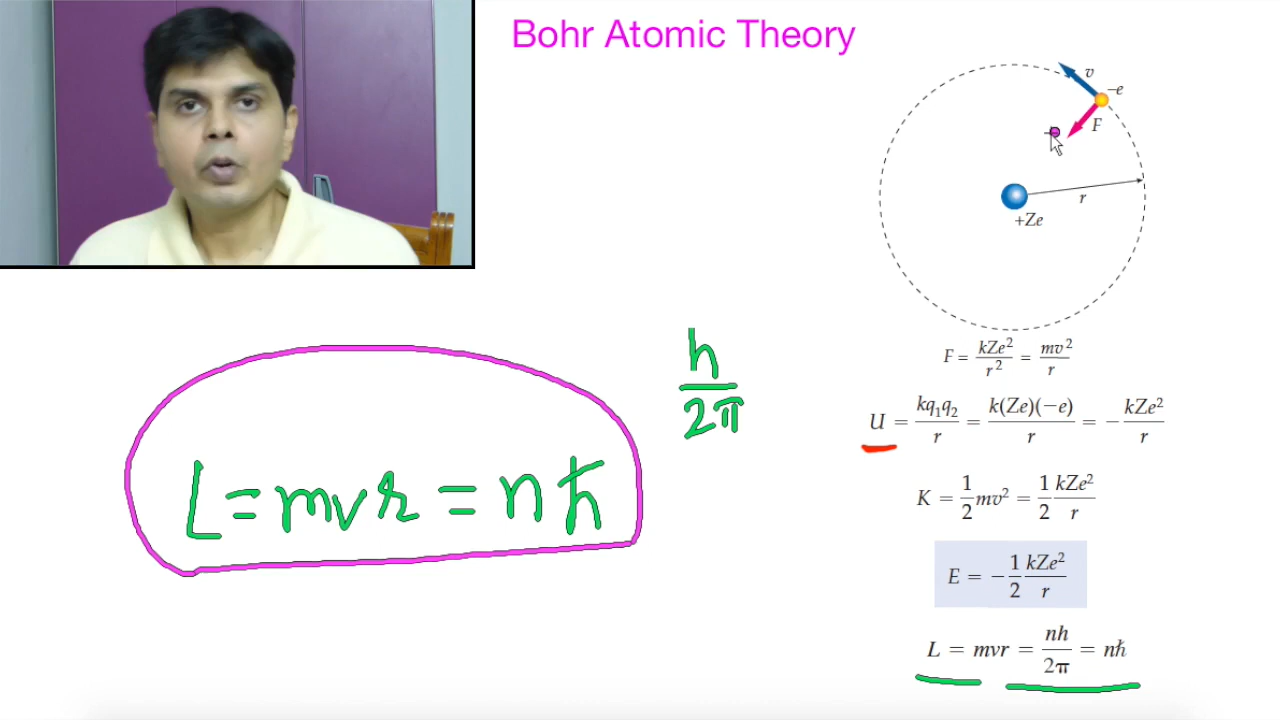 Bohr Atomic Theory
v
−e
F
r
+Ze
F = kZe²/r² = mv²/r
h/2π
U = kq₁q₂/r = k(Ze)(−e)/r = −kZe²/r
L = mvr = nħ
K = 1/2 mv² = 1/2 kZe²/r
E = −1/2 kZe²/r
L = mvr = nh/2π = nħ